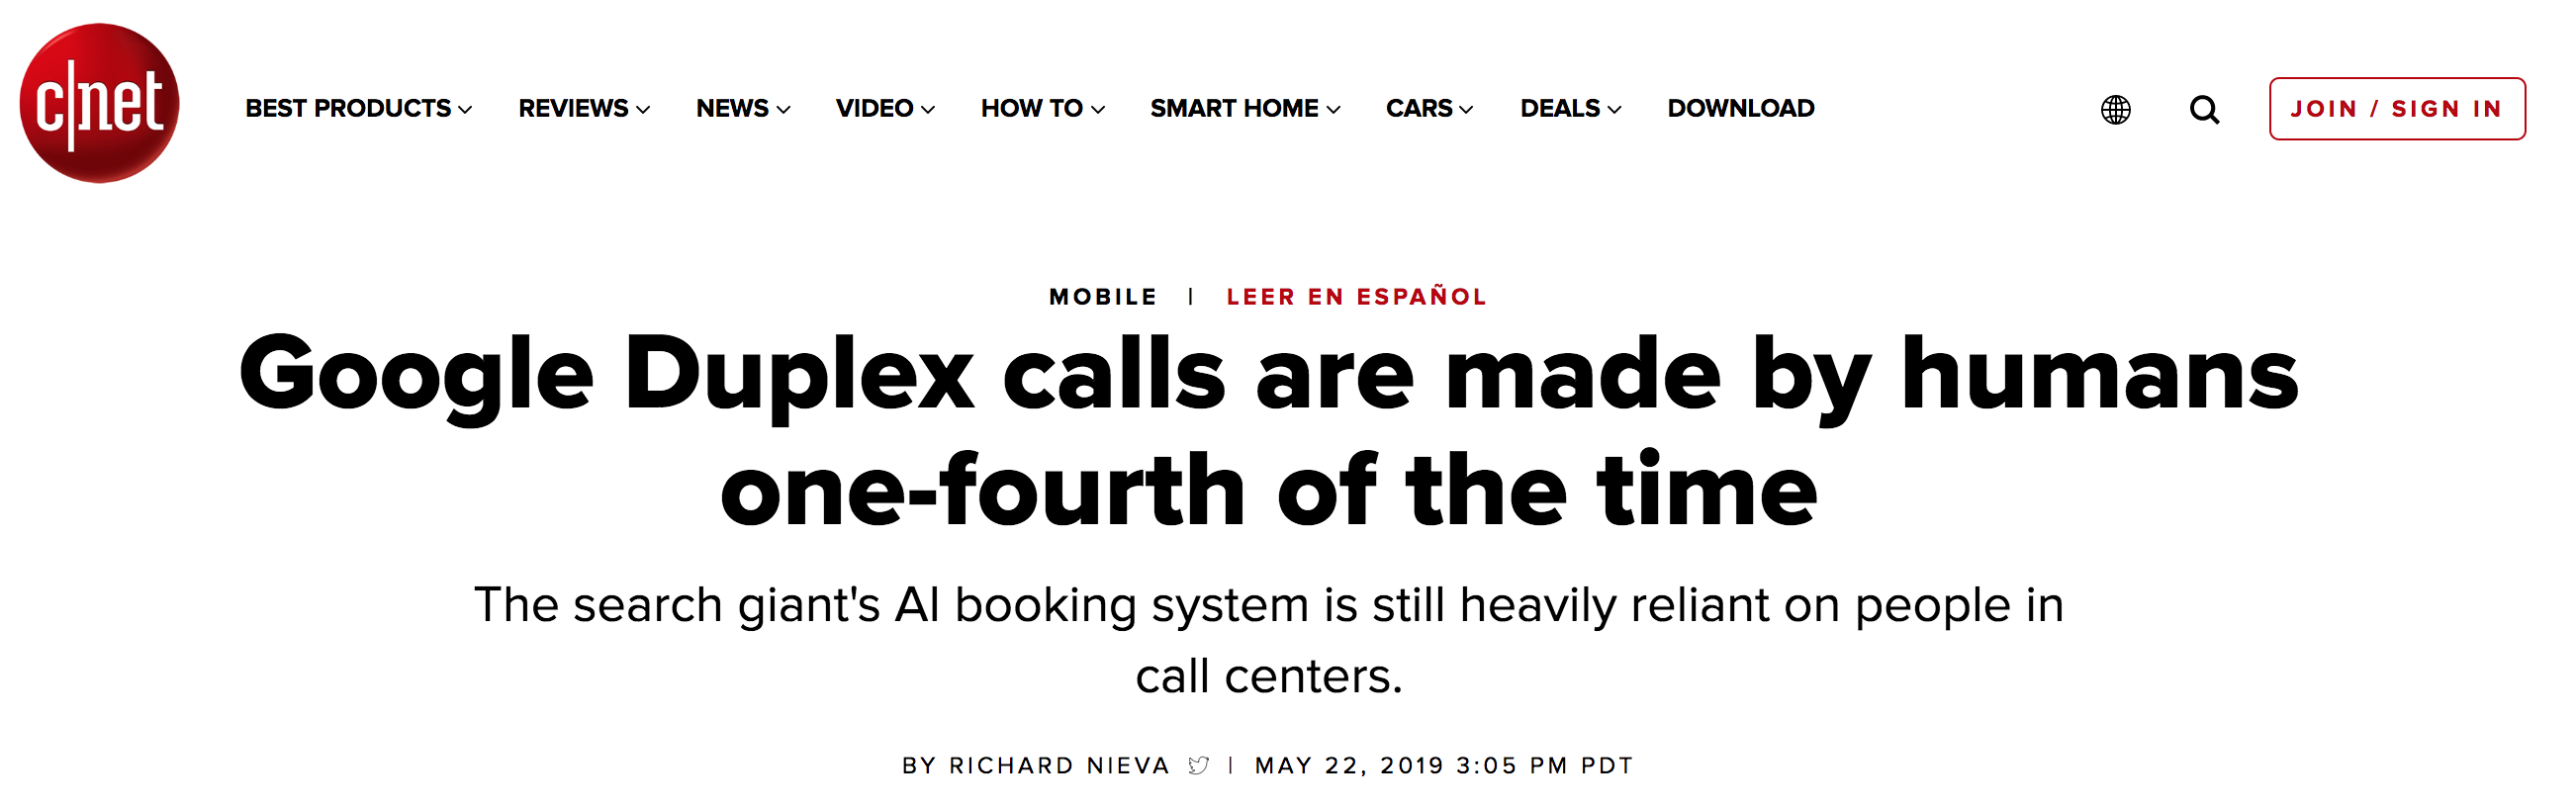 c|net
BEST PRODUCTS REVIEWS NEWS VIDEO HOW TO SMART HOME CARS DEALS DOWNLOAD JOIN / SIGN IN
MOBILE | LEER EN ESPAÑOL
Google Duplex calls are made by humans
one-fourth of the time
The search giant's AI booking system is still heavily reliant on people in
call centers.
BY RICHARD NIEVA | MAY 22, 2019 3:05 PM PDT